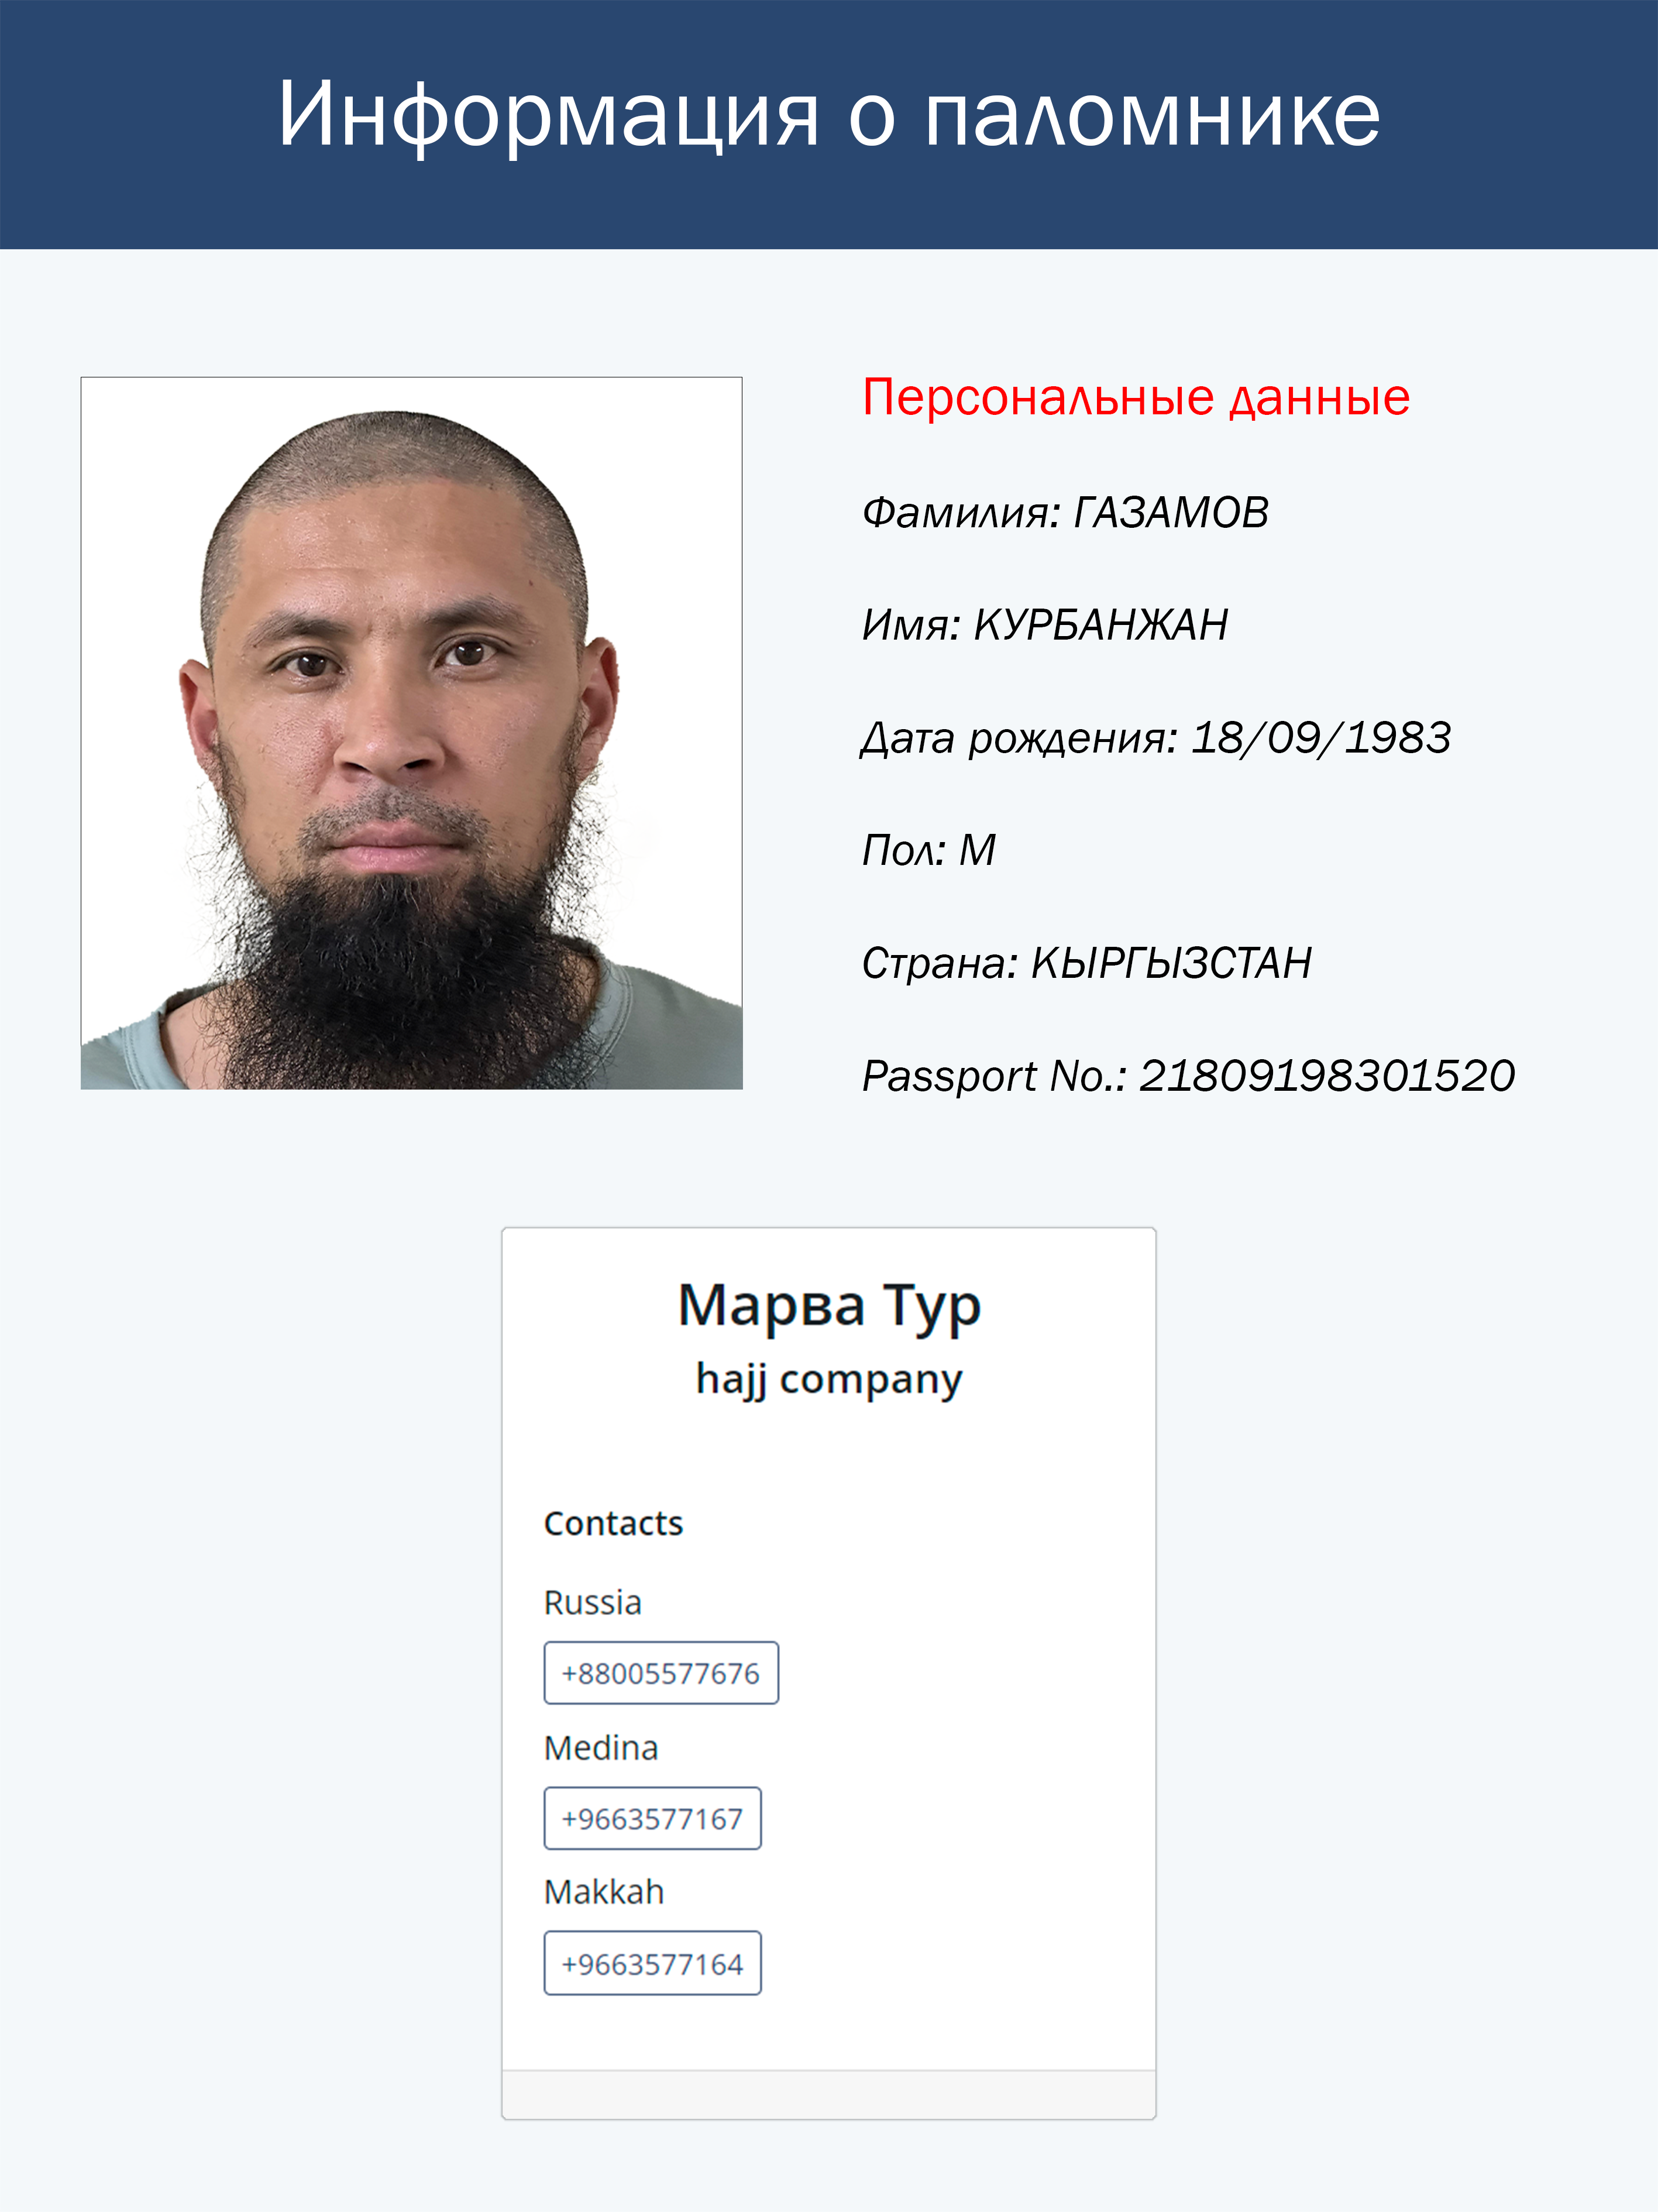 Информация о паломнике
Персональные данные
Фамилия: ГАЗАМОВ
Имя: КУРБАНЖАН
Дата рождения: 18/09/1983
Пол: М
Страна: КЫРГЫЗСТАН
Passport No.: 21809198301520
Марва Тур
hajj company
Contacts
Russia
+88005577676
Medina
+9663577167
Makkah
+9663577164